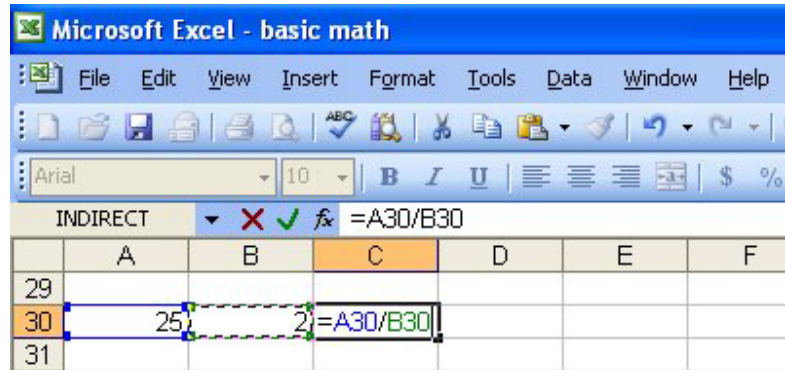 Microsoft Excel - basic math
File Edit View Insert Format Tools Data Window Help
ABC
Arial 10 B I U a $ %
INDIRECT fx =A30/B30
A B C D E F
29
30 25 2 =A30/B30
31